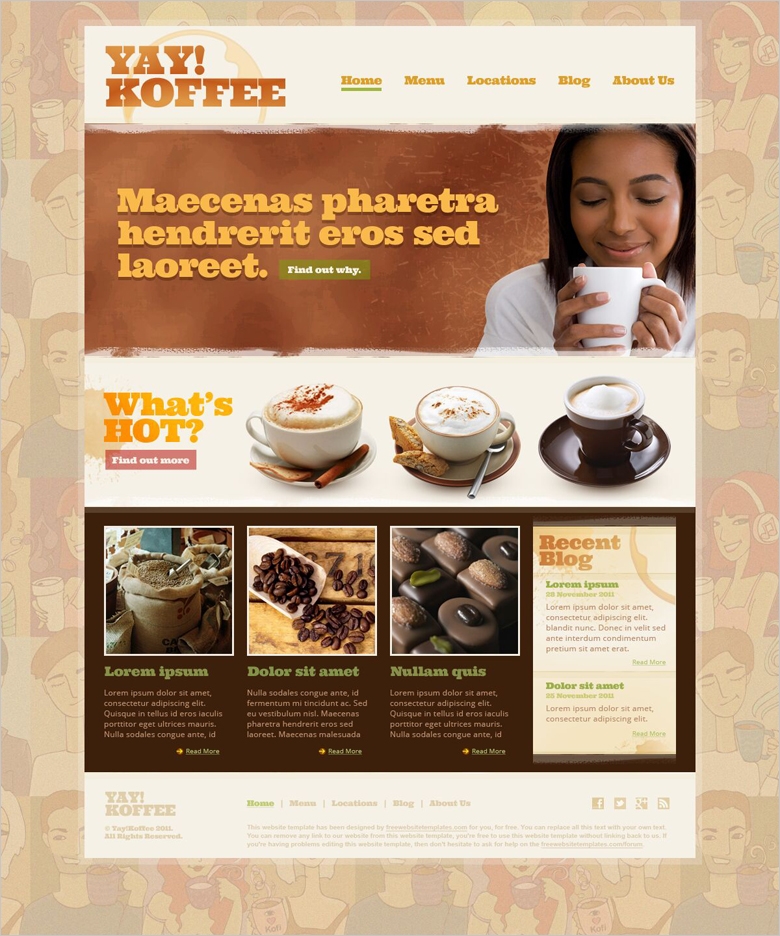 YAY!
KOFFEE
Home Menu Locations Blog About Us
Maecenas pharetra
hendrerit eros sed
laoreet. Find out why.
What's
HOT?
Find out more
Lorem ipsum
Lorem ipsum dolor sit amet,
consectetur adipiscing elit.
Quisque in tellus id eros iaculis
porttitor eget ultrices mauris.
Nulla sodales congue ante, id
Read More
Dolor sit amet
Nulla sodales congue ante, id
fermentum mi tincidunt ac. Sed
eu vestibulum nisl. Maecenas
pharetra hendrerit eros sed
laoreet. Maecenas malesuada
Read More
Nullam quis
Lorem ipsum dolor sit amet,
consectetur adipiscing elit.
Quisque in tellus id eros iaculis
porttitor eget ultrices mauris.
Nulla sodales congue ante, id
Read More
Recent
Blog
Lorem ipsum
28 November 2011
Lorem ipsum dolor sit amet,
consectetur adipiscing elit.
blandit nunc. Donec in velit sed
ante interdum condimentum
pretium sit amet erat.
Read More
Dolor sit amet
25 November 2011
Lorem ipsum dolor sit amet,
consectetur adipiscing elit.
Read More
YAY!
KOFFEE
© Yay!Koffee 2011.
All Rights Reserved.
Home | Menu | Locations | Blog | About Us
This website template has been designed by freewebsitetemplates.com for you, for free. You can replace all this text with your own text.
You can remove any link to our website from this website template, you're free to use this website template without linking back to us. If
you're having problems editing this website template, then don't hesitate to ask for help on the freewebsitetemplates.com/forum.